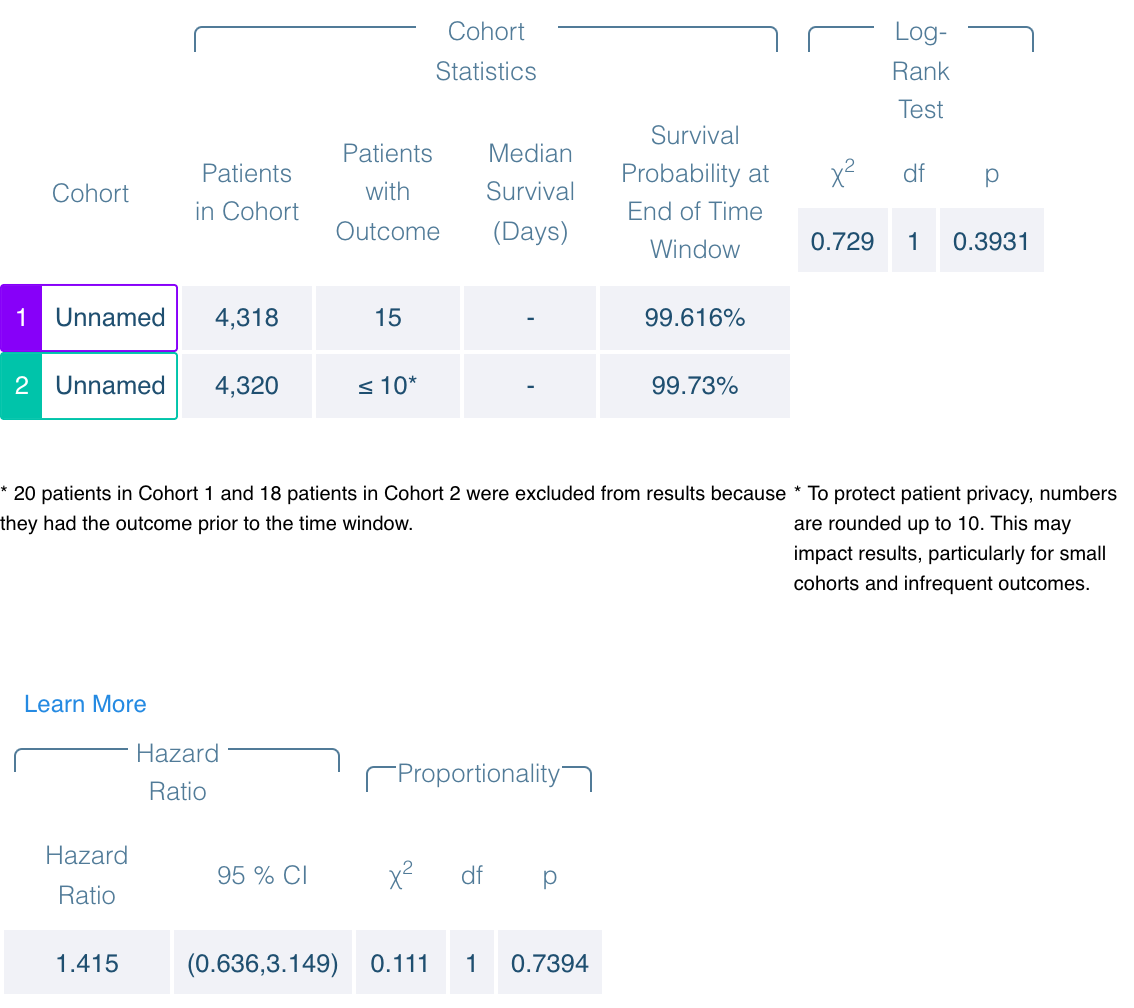 Cohort
Statistics
Log-
Rank
Test
Cohort
Patients
in Cohort
Patients
with
Outcome
Median
Survival
(Days)
Survival
Probability at
End of Time
Window
χ² df p
0.729 1 0.3931
1 Unnamed 4,318 15 - 99.616%
2 Unnamed 4,320 ≤ 10* - 99.73%
* 20 patients in Cohort 1 and 18 patients in Cohort 2 were excluded from results because
they had the outcome prior to the time window.
* To protect patient privacy, numbers
are rounded up to 10. This may
impact results, particularly for small
cohorts and infrequent outcomes.
Learn More
Hazard
Ratio
Proportionality
Hazard
Ratio
95 % CI χ² df p
1.415 (0.636,3.149) 0.111 1 0.7394